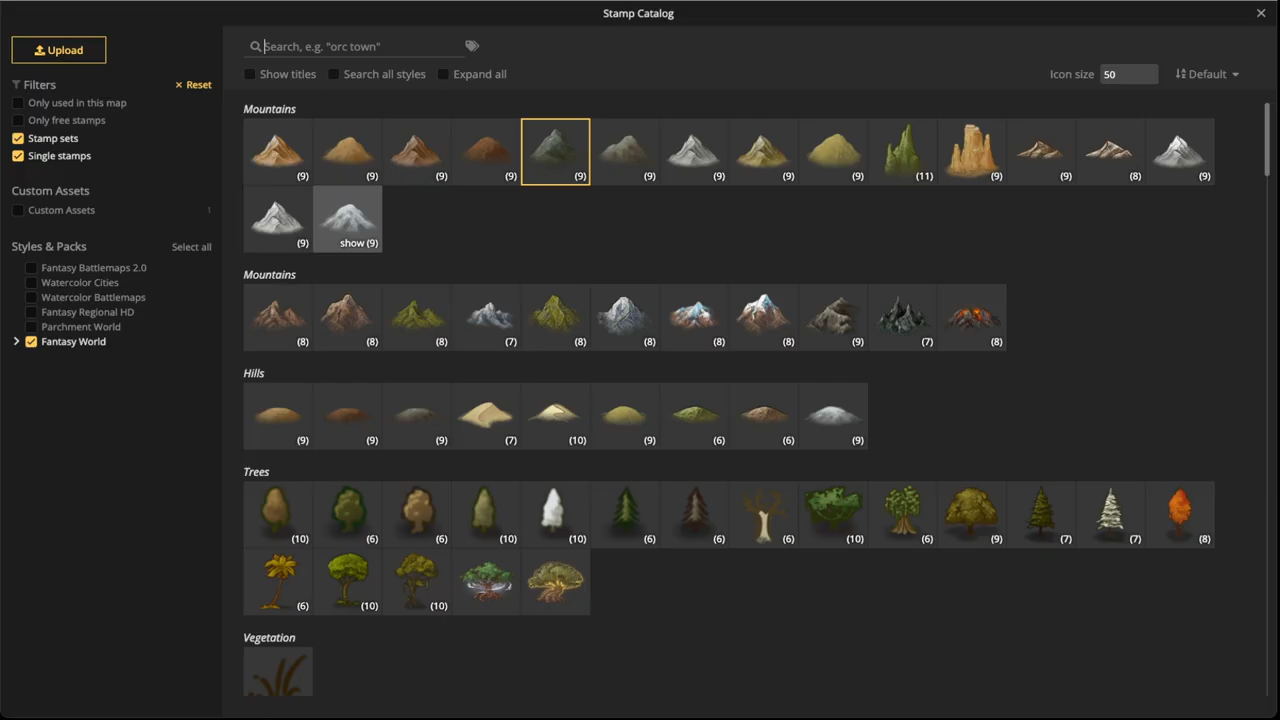 Stamp Catalog
Upload
Search, e.g. "orc town"
Show titles Search all styles Expand all Icon size 50 Default
Filters Reset
Only used in this map
Only free stamps
Stamp sets
Single stamps
Custom Assets
Custom Assets 1
Styles & Packs Select all
Fantasy Battlemaps 2.0
Watercolor Cities
Watercolor Battlemaps
Fantasy Regional HD
Parchment World
Fantasy World
Mountains
(9) (9) (9) (9) (9) (9) (9) (9) (9) (11) (9) (9) (8) (9)
(9) show (9)
Mountains
(8) (8) (8) (7) (8) (8) (8) (8) (9) (7) (8)
Hills
(9) (9) (9) (7) (10) (9) (6) (6) (9)
Trees
(10) (6) (6) (10) (10) (6) (6) (6) (10) (6) (9) (7) (7) (8)
(6) (10) (10)
Vegetation